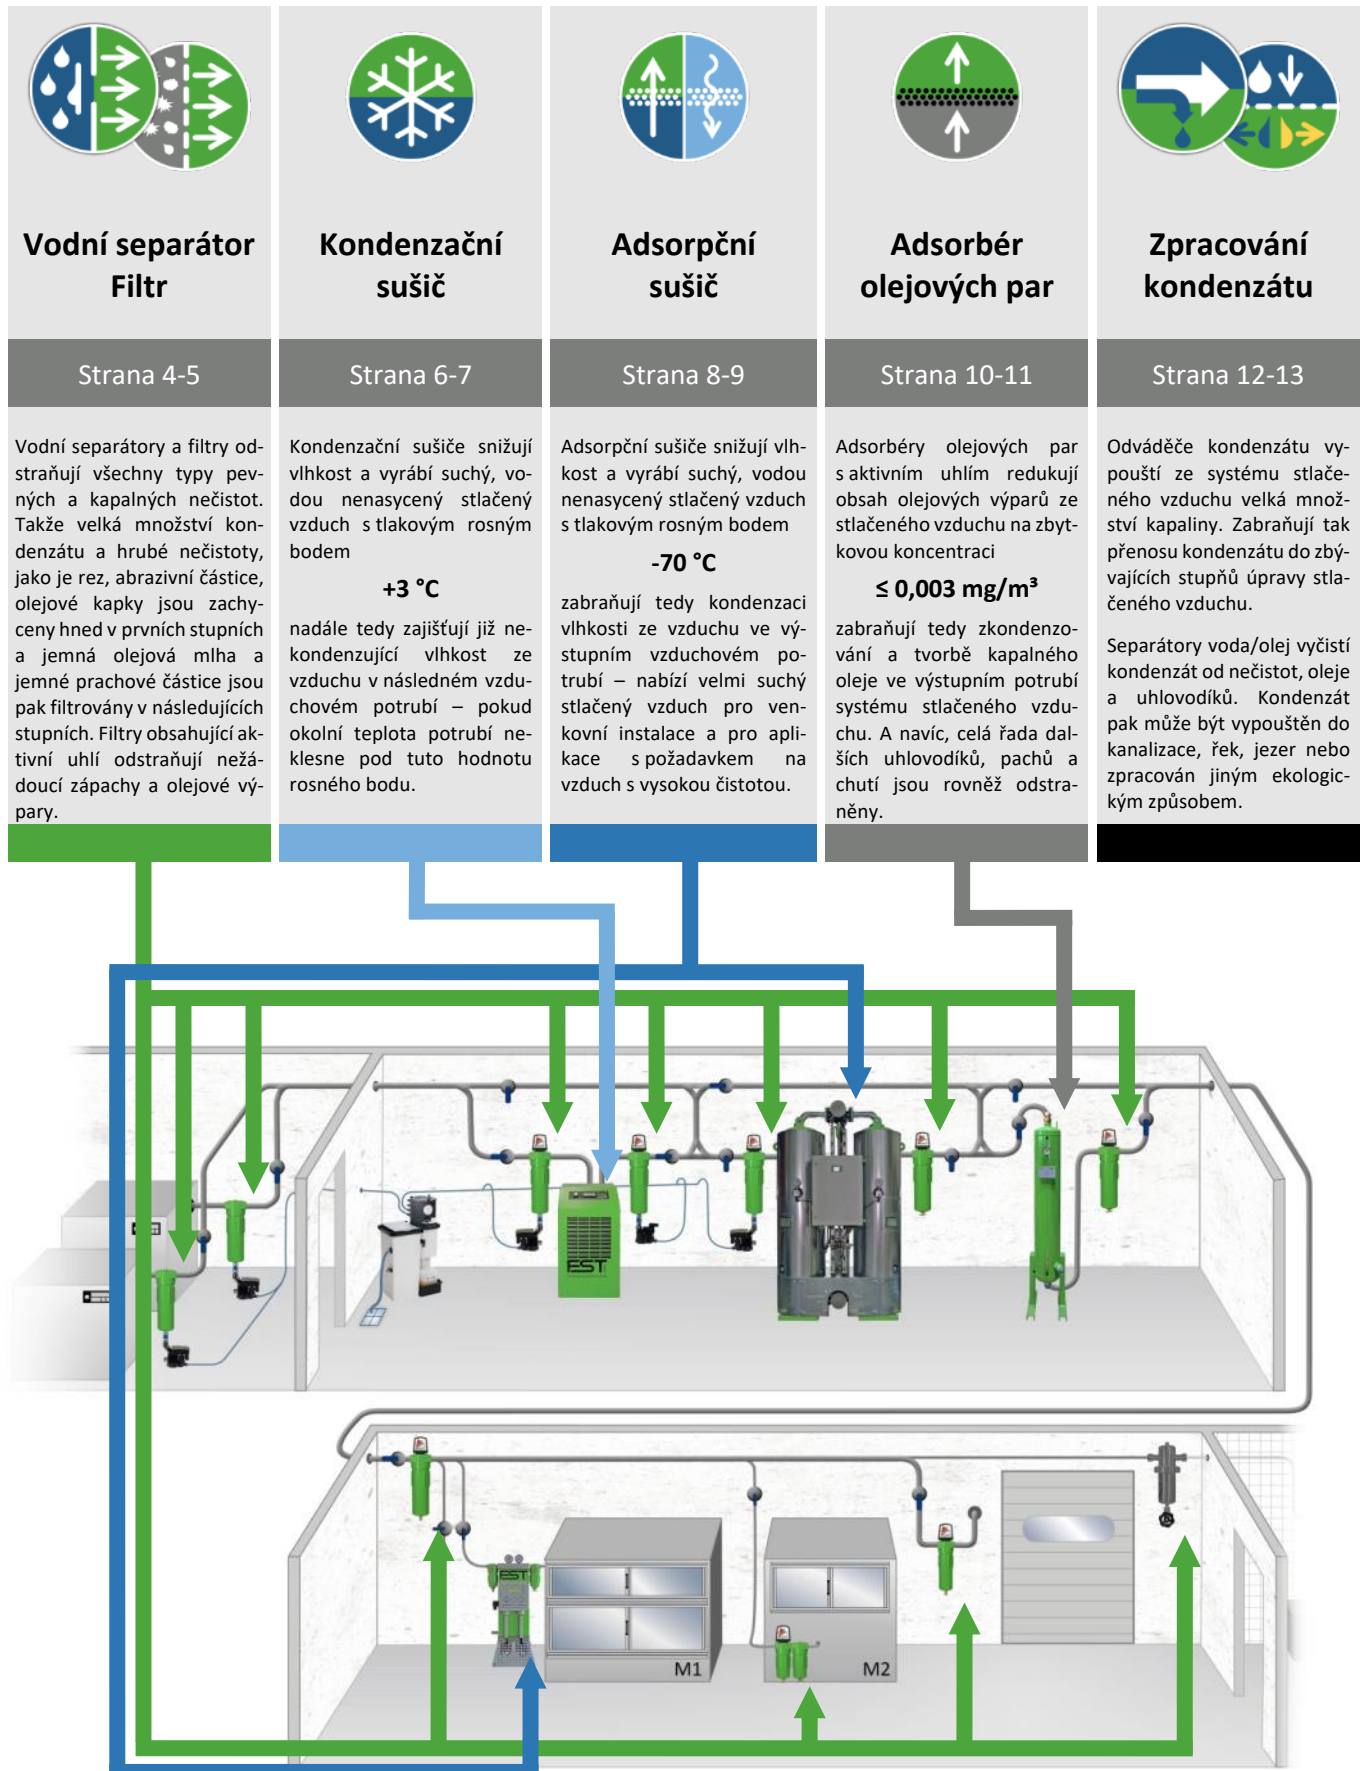 Vodní separátor
Filtr
Strana 4-5
Vodní separátory a filtry od-
straňují všechny typy pev-
ných a kapalných nečistot.
Takže velká množství kon-
denzátu a hrubé nečistoty,
jako je rez, abrazivní částice,
olejové kapky jsou zachy-
ceny hned v prvních stupních
a jemná olejová mlha a
jemné prachové částice jsou
pak filtrovány v následujících
stupních. Filtry obsahující ak-
tivní uhlí odstraňují nežá-
doucí zápachy a olejové vý-
pary.
Kondenzační
sušič
Strana 6-7
Kondenzační sušiče snižují
vlhkost a vyrábí suchý, vo-
dou nenasycený stlačený
vzduch s tlakovým rosným
bodem
+3 °C
nadále tedy zajišťují již ne-
kondenzující vlhkost ze
vzduchu v následném vzdu-
chovém potrubí – pokud
okolní teplota potrubí ne-
klesne pod tuto hodnotu
rosného bodu.
Adsorpční
sušič
Strana 8-9
Adsorpční sušiče snižují vlh-
kost a vyrábí suchý, vodou
nenasycený stlačený vzduch
s tlakovým rosným bodem
-70 °C
zabraňují tedy kondenzaci
vlhkosti ze vzduchu ve vý-
stupním vzduchovém po-
trubí – nabízí velmi suchý
stlačený vzduch pro ven-
kovní instalace a pro apli-
kace s požadavkem na
vzduch s vysokou čistotou.
Adsorbér
olejových par
Strana 10-11
Adsorbéry olejových par
s aktivním uhlím redukují
obsah olejových výparů ze
stlačeného vzduchu na zbyt-
kovou koncentraci
≤ 0,003 mg/m³
zabraňují tedy zkondenzo-
vání a tvorbě kapalného
oleje ve výstupním potrubí
systému stlačeného vzdu-
chu. A navíc, celá řada dal-
ších uhlovodíků, pachů a
chutí jsou rovněž odstra-
něny.
Zpracování
kondenzátu
Strana 12-13
Odváděče kondenzátu vy-
pouští ze systému stlače-
ného vzduchu velká množ-
ství kapaliny. Zabraňují tak
přenosu kondenzátu do zbý-
vajících stupňů úpravy stla-
čeného vzduchu.
Separátory voda/olej vyčistí
kondenzát od nečistot, oleje
a uhlovodíků. Kondenzát
pak může být vypouštěn do
kanalizace, řek, jezer nebo
zpracován jiným ekologic-
kým způsobem.
EST
EST
M1
M2